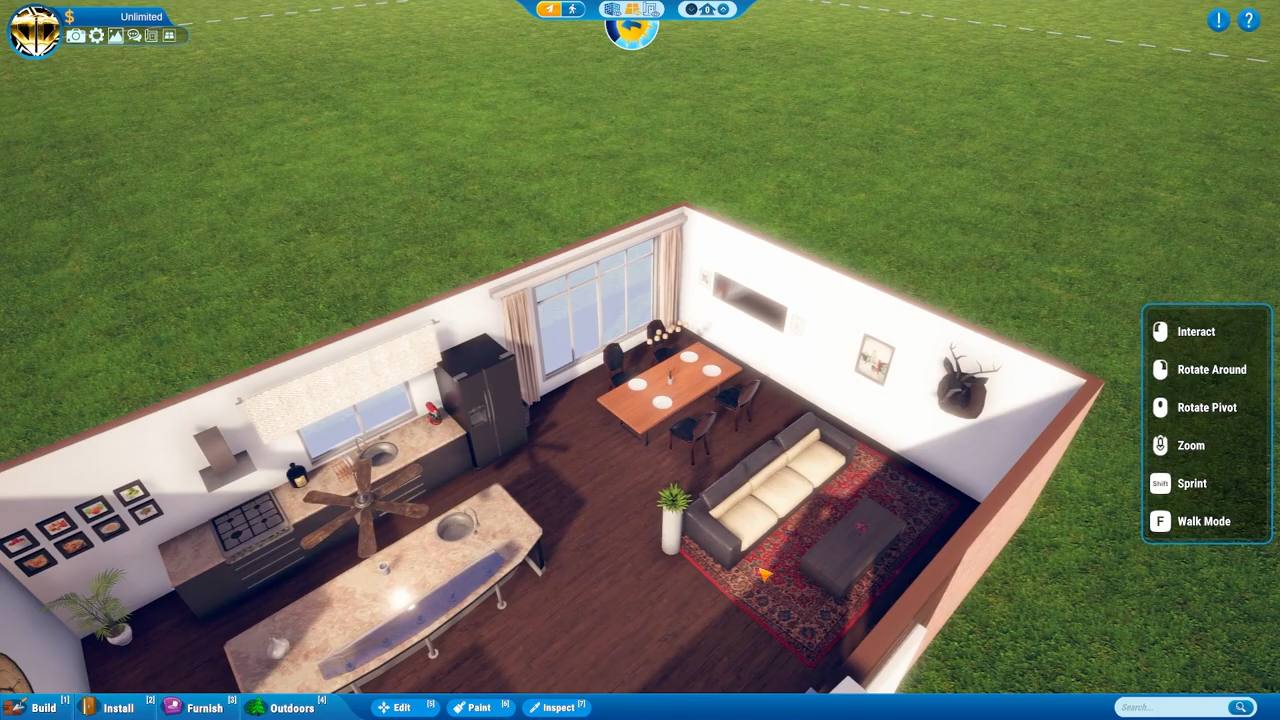 $ Unlimited
0
! ?
Interact
Rotate Around
Rotate Pivot
Zoom
Shift Sprint
F Walk Mode
Build [1] Install [2] Furnish [3] Outdoors [4] Edit [5] Paint [6] Inspect [7] Search...